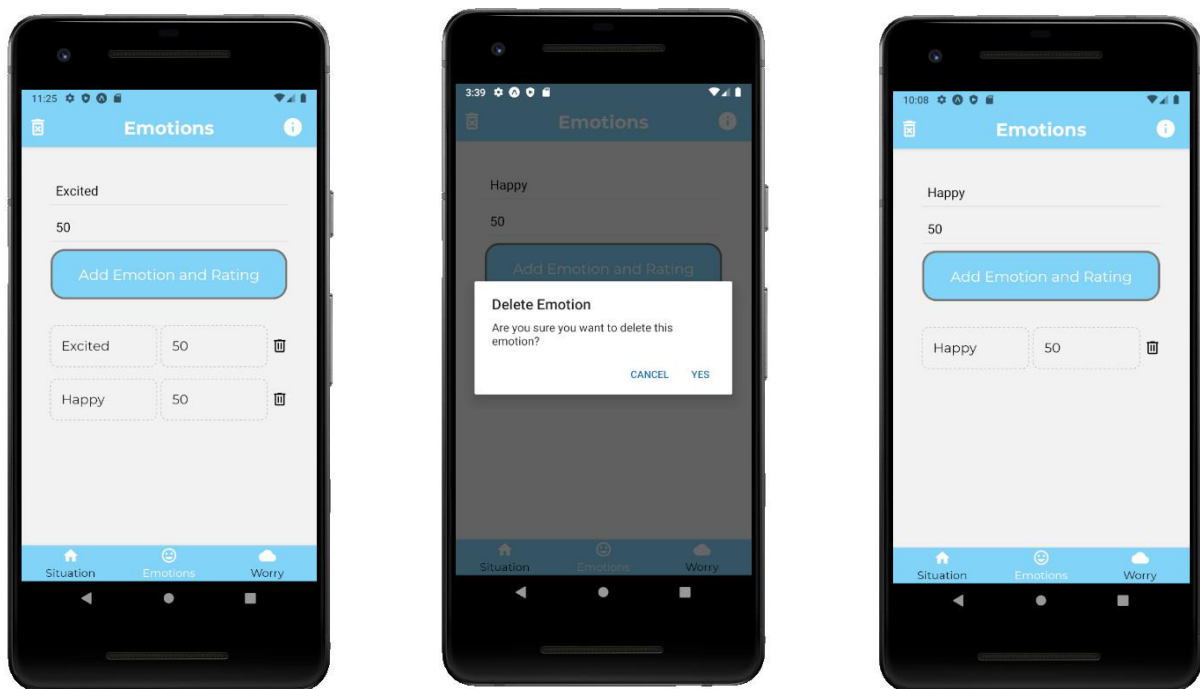 11:25
Emotions
Excited
50
Add Emotion and Rating
Excited 50
Happy 50
Situation Emotions Worry
3:39
Emotions
Happy
50
Add Emotion and Rating
Delete Emotion
Are you sure you want to delete this
emotion?
CANCEL YES
Situation Emotions Worry
10:08
Emotions
Happy
50
Add Emotion and Rating
Happy 50
Situation Emotions Worry